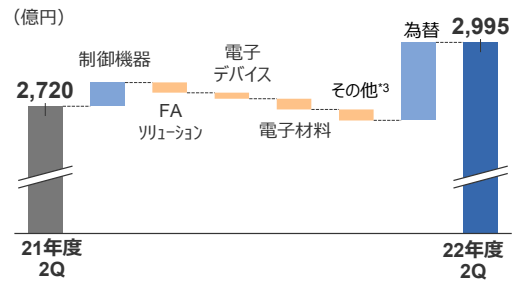 （億円）
為替
2,995
電子
デバイス
制御機器
2,720
その他*3
FA
ｿﾘｭｰｼｮﾝ
電子材料
21年度
2Q
22年度
2Q